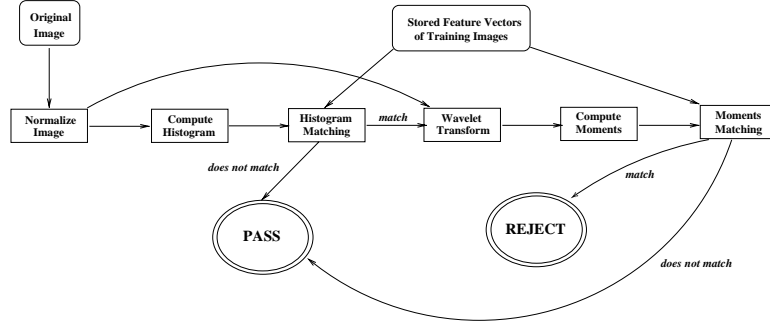 Original
Image
Stored Feature Vectors
of Training Images
Normalize
Image
Compute
Histogram
Histogram
Matching
match
Wavelet
Transform
Compute
Moments
Moments
Matching
does not match
match
PASS
REJECT
does not match